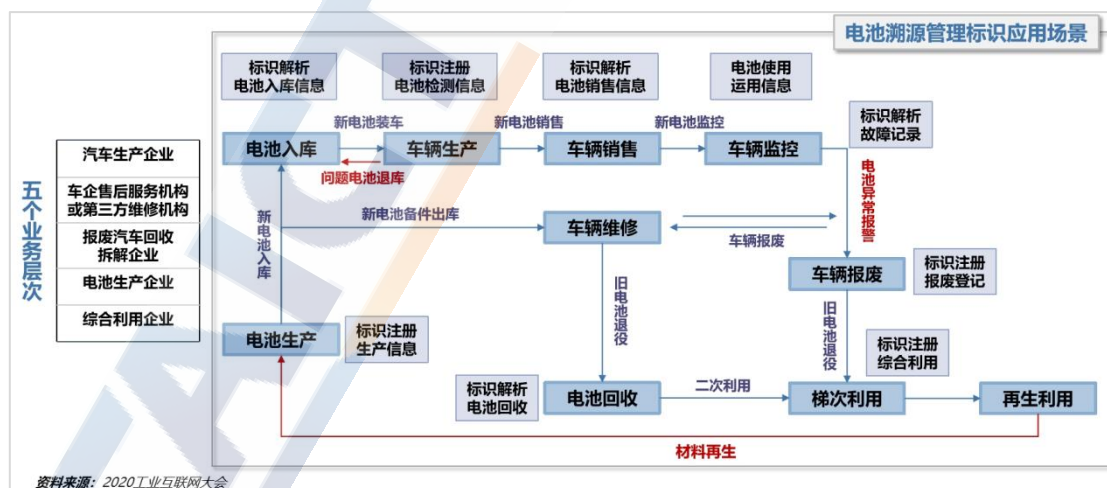 电池溯源管理标识应用场景
标识解析
电池入库信息
标识注册
电池检测信息
标识解析
电池销售信息
电池使用
运用信息
标识解析
故障记录
新电池装车
新电池销售
新电池监控
电池入库
车辆生产
车辆销售
车辆监控
问题电池退库
电池异常报警
五个业务层次
汽车生产企业
车企售后服务机构
或第三方维修机构
报废汽车回收
拆解企业
电池生产企业
综合利用企业
新电池入库
新电池备件出库
车辆维修
车辆报废
车辆报废
标识注册
报废登记
旧电池退役
旧电池退役
电池生产
标识注册
生产信息
标识注册
综合利用
标识解析
电池回收
电池回收
二次利用
梯次利用
再生利用
材料再生
资料来源：2020工业互联网大会
CAICT